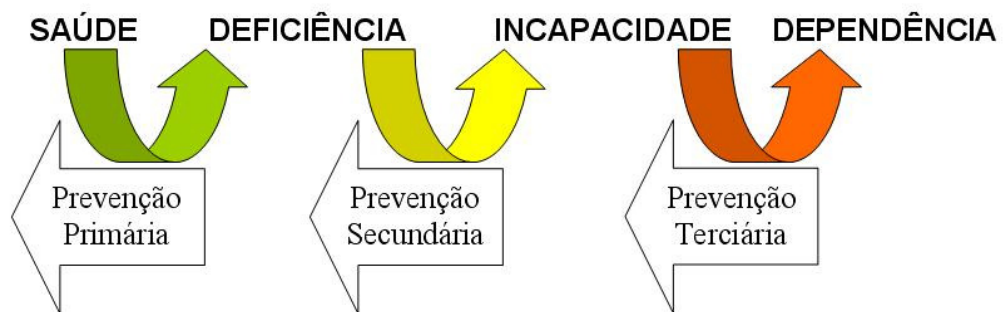 SAÚDE DEFICIÊNCIA INCAPACIDADE DEPENDÊNCIA
Prevenção
Primária
Prevenção
Secundária
Prevenção
Terciária